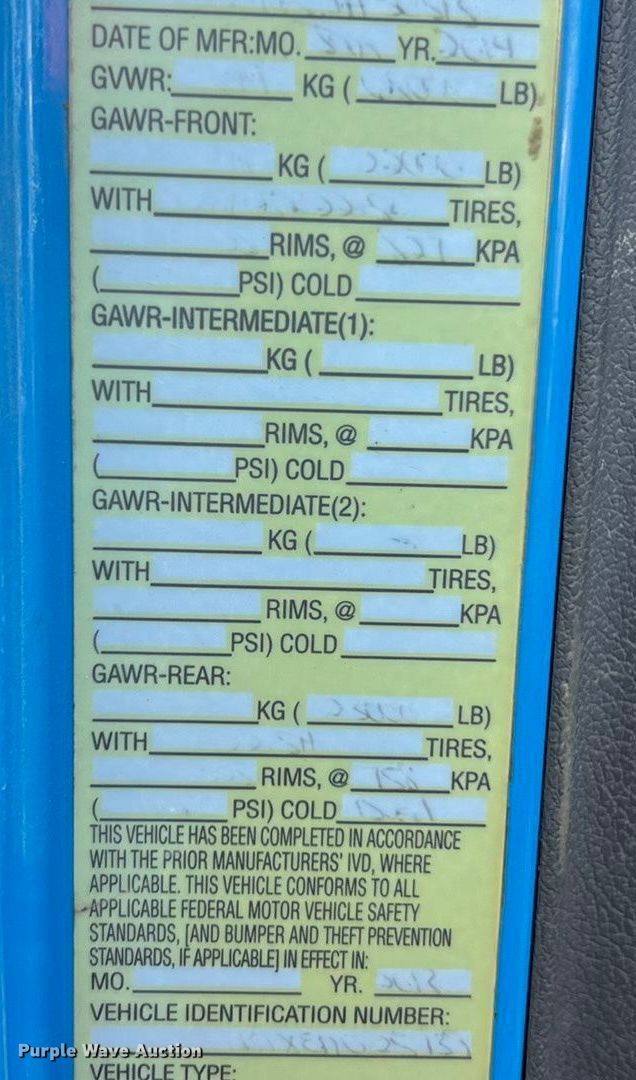 DATE OF MFR:MO. YR.
GVWR: KG ( LB)
GAWR-FRONT:
KG ( LB)
WITH TIRES,
RIMS, @ KPA
( PSI) COLD
GAWR-INTERMEDIATE(1):
KG ( LB)
WITH TIRES,
RIMS, @ KPA
( PSI) COLD
GAWR-INTERMEDIATE(2):
KG ( LB)
WITH TIRES,
RIMS, @ KPA
( PSI) COLD
GAWR-REAR:
KG ( LB)
WITH TIRES,
RIMS, @ KPA
( PSI) COLD
THIS VEHICLE HAS BEEN COMPLETED IN ACCORDANCE
WITH THE PRIOR MANUFACTURERS' IVD, WHERE
APPLICABLE. THIS VEHICLE CONFORMS TO ALL
APPLICABLE FEDERAL MOTOR VEHICLE SAFETY
STANDARDS, [AND BUMPER AND THEFT PREVENTION
STANDARDS, IF APPLICABLE] IN EFFECT IN:
MO. YR.
VEHICLE IDENTIFICATION NUMBER:
Purple Wave Auction
VEHICLE TYPE: